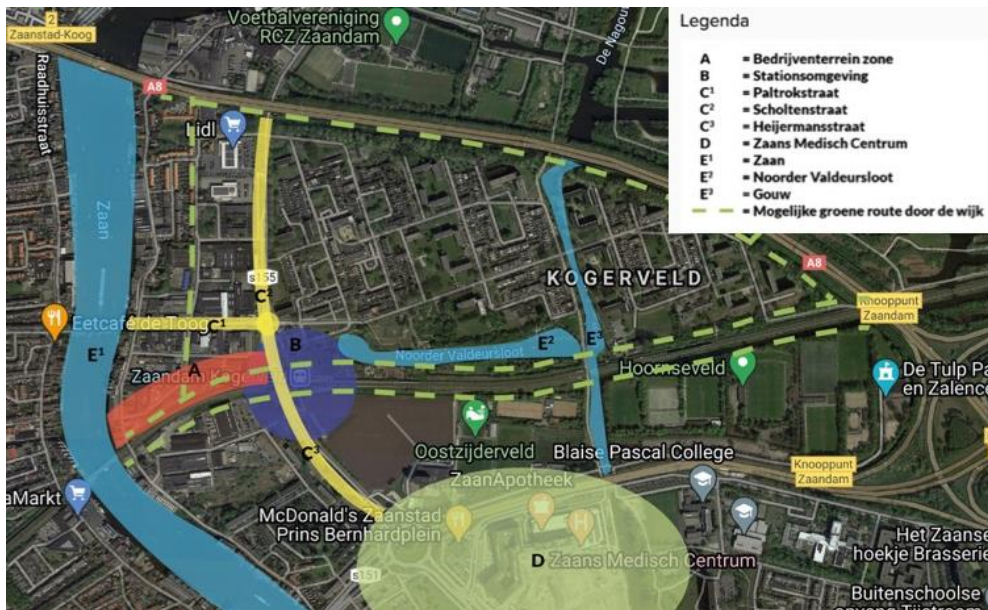 2
Zaanstad-Koog
Raadhuisstraat
Voetbalvereniging
RCZ Zaandam
De Nagouw
A8
Lidl
Zaan
s155
C²
KOGERVELD
A8
Knooppunt
Zaandam
Eetcafé de Toog
C¹
E¹
B
A
Zaandam Koge
Noorder Valdeursloot
E²
E³
Hoornseveld
De Tulp Pa
en Zalence
C³
Oostzijderveld
Blaise Pascal College
Knooppunt
Zaandam
ZaanApotheek
aMarkt
McDonald's Zaanstad
Prins Bernhardplein
D
Zaans Medisch Centrum
s151
Het Zaanse
hoekje Brasserie
Buitenschoolse
Legenda
A = Bedrijventerrein zone
B = Stationsomgeving
C¹ = Paltrokstraat
C² = Scholtenstraat
C³ = Heijermansstraat
D = Zaans Medisch Centrum
E¹ = Zaan
E² = Noorder Valdeursloot
E³ = Gouw
= Mogelijke groene route door de wijk